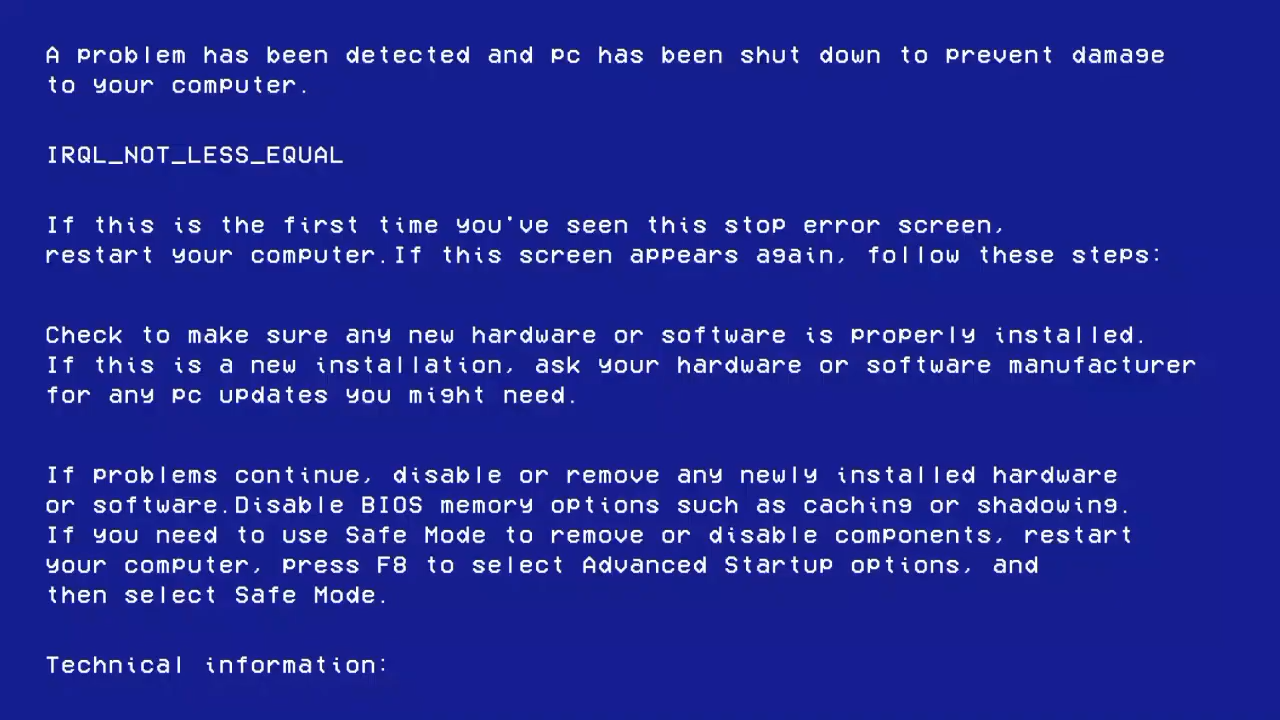 A problem has been detected and pc has been shut down to prevent damage
to your computer.
IRQL_NOT_LESS_EQUAL
If this is the first time you've seen this stop error screen,
restart your computer.If this screen appears again, follow these steps:
Check to make sure any new hardware or software is properly installed.
If this is a new installation, ask your hardware or software manufacturer
for any pc updates you might need.
If problems continue, disable or remove any newly installed hardware
or software.Disable BIOS memory options such as caching or shadowing.
If you need to use Safe Mode to remove or disable components, restart
your computer, press F8 to select Advanced Startup options, and
then select Safe Mode.
Technical information: